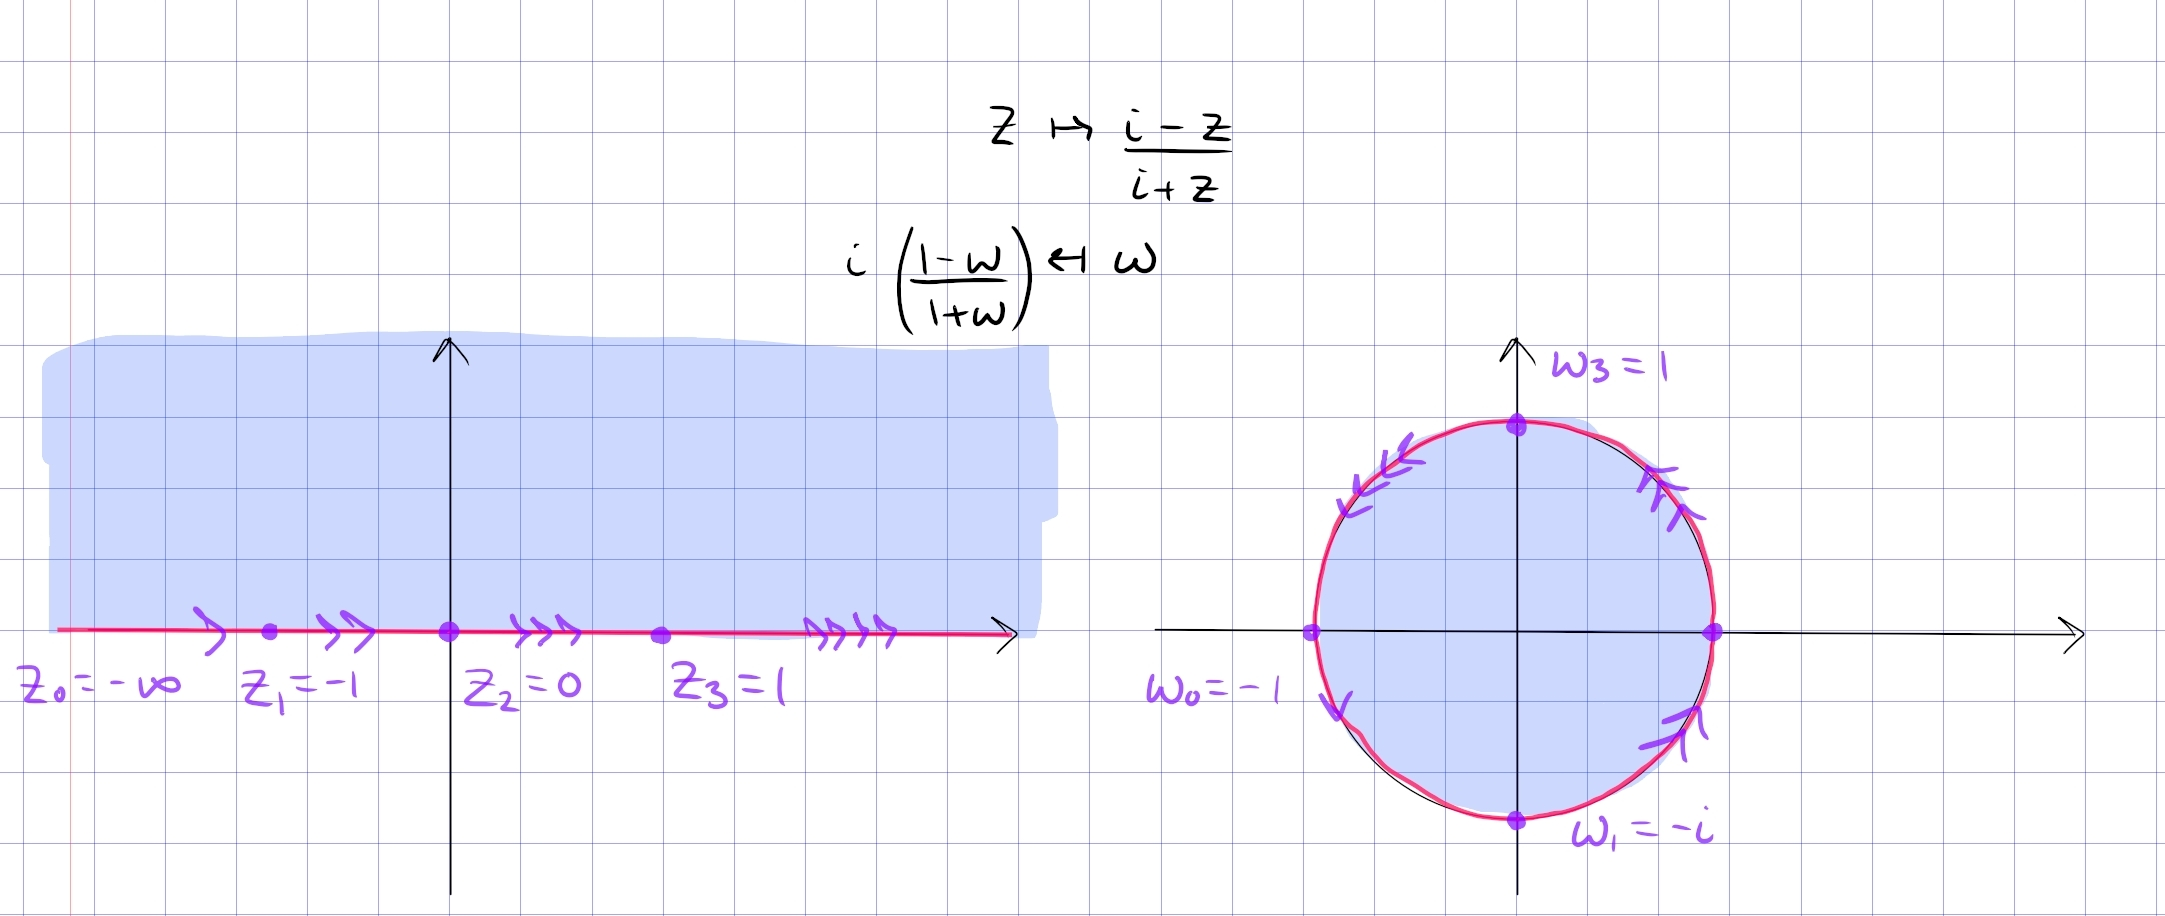 z ↦ (i - z)/(i + z)
i ((1 - w)/(1 + w)) ↤ w
w₃ = 1
z₀ = -∞
z₁ = -1
z₂ = 0
z₃ = 1
w₀ = -1
w₁ = -i